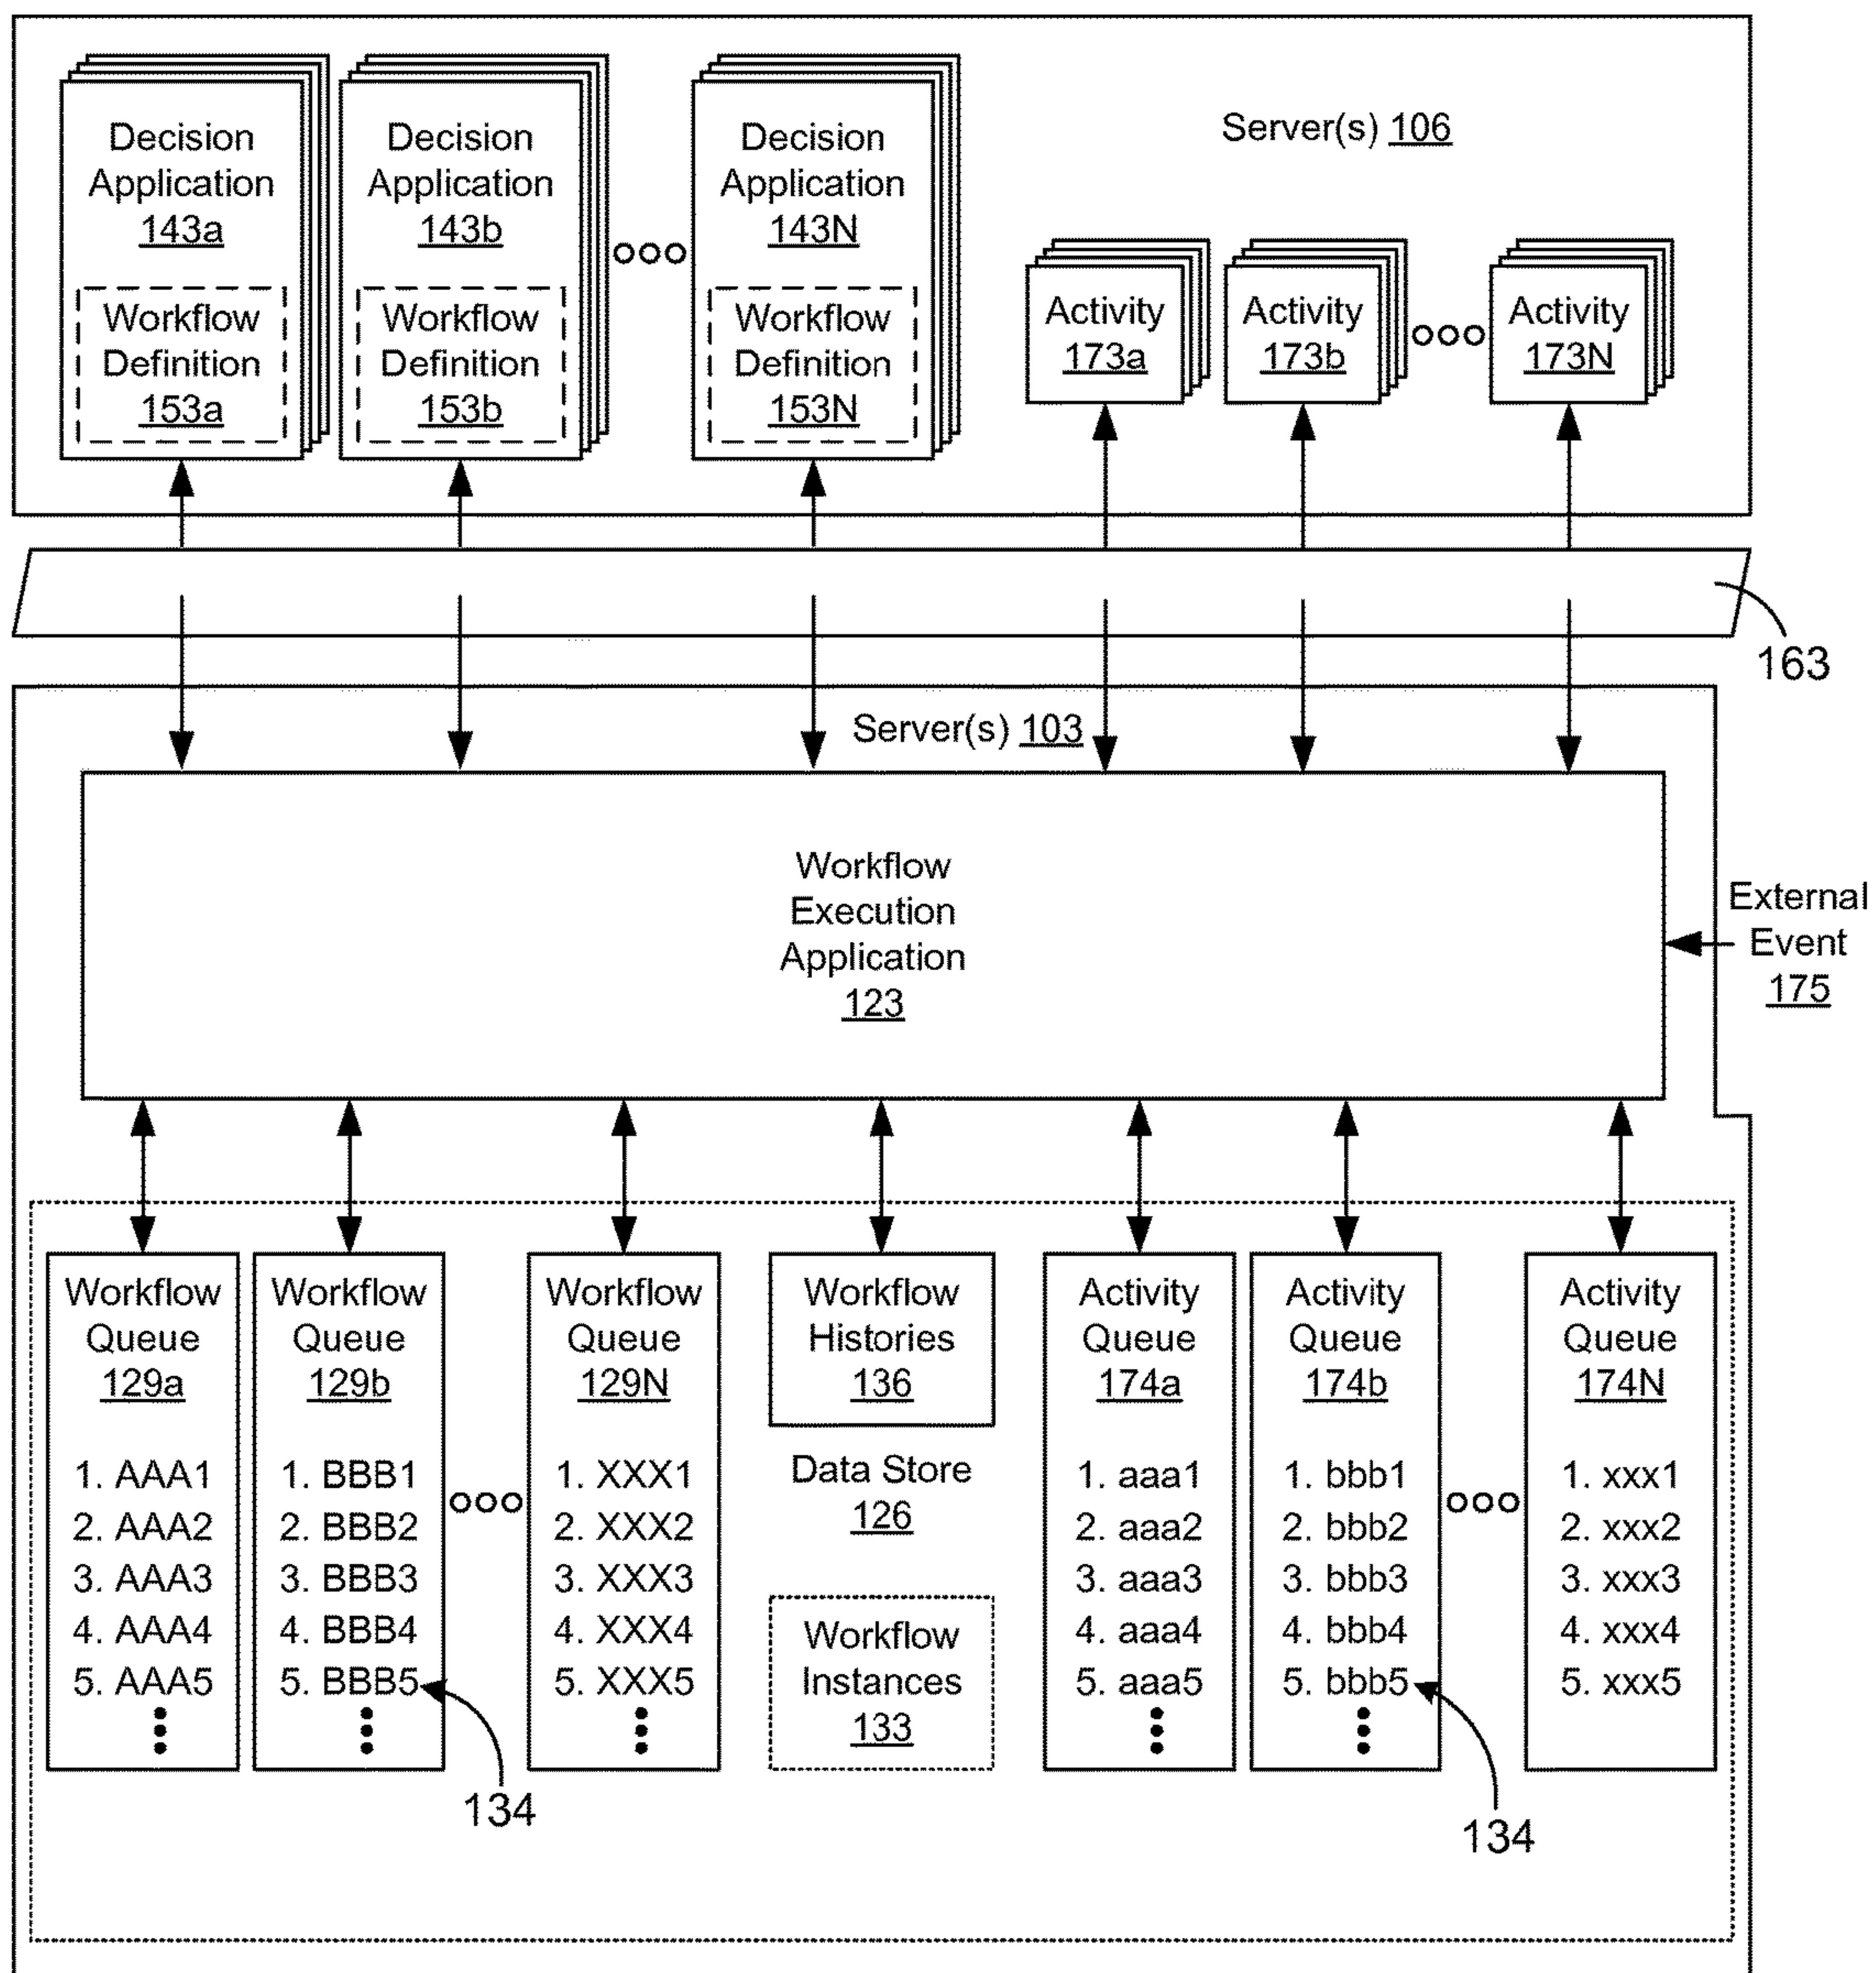 Decision
Application
143a
Workflow
Definition
153a
Decision
Application
143b
Workflow
Definition
153b
Decision
Application
143N
Workflow
Definition
153N
Server(s) 106
Activity
173a
Activity
173b
Activity
173N
163
Server(s) 103
Workflow
Execution
Application
123
External
Event
175
Workflow
Queue
129a
1. AAA1
2. AAA2
3. AAA3
4. AAA4
5. AAA5
Workflow
Queue
129b
1. BBB1
2. BBB2
3. BBB3
4. BBB4
5. BBB5
134
Workflow
Queue
129N
1. XXX1
2. XXX2
3. XXX3
4. XXX4
5. XXX5
Workflow
Histories
136
Data Store
126
Workflow
Instances
133
Activity
Queue
174a
1. aaa1
2. aaa2
3. aaa3
4. aaa4
5. aaa5
Activity
Queue
174b
1. bbb1
2. bbb2
3. bbb3
4. bbb4
5. bbb5
134
Activity
Queue
174N
1. xxx1
2. xxx2
3. xxx3
4. xxx4
5. xxx5